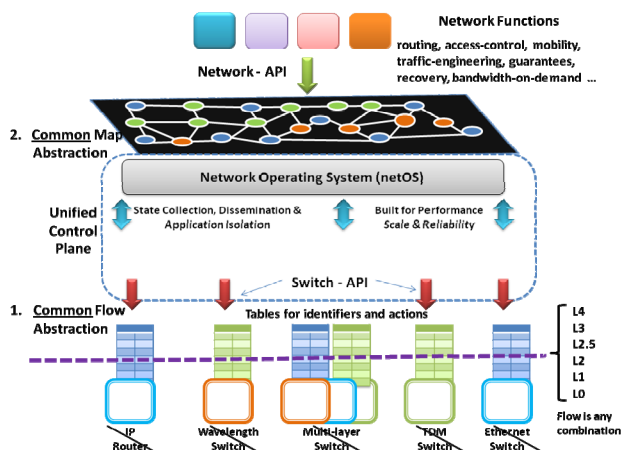 Network Functions
routing, access-control, mobility,
traffic-engineering, guarantees,
recovery, bandwidth-on-demand ...
Network - API
2. Common Map
Abstraction
Network Operating System (netOS)
Unified
Control
Plane
State Collection, Dissemination &
Application Isolation
Built for Performance
Scale & Reliability
Switch - API
1. Common Flow
Abstraction
Tables for identifiers and actions
L4
L3
L2.5
L2
L1
L0
Flow is any
combination
IP
Router
Wavelength
Switch
Multi-layer
Switch
TDM
Switch
Ethernet
Switch